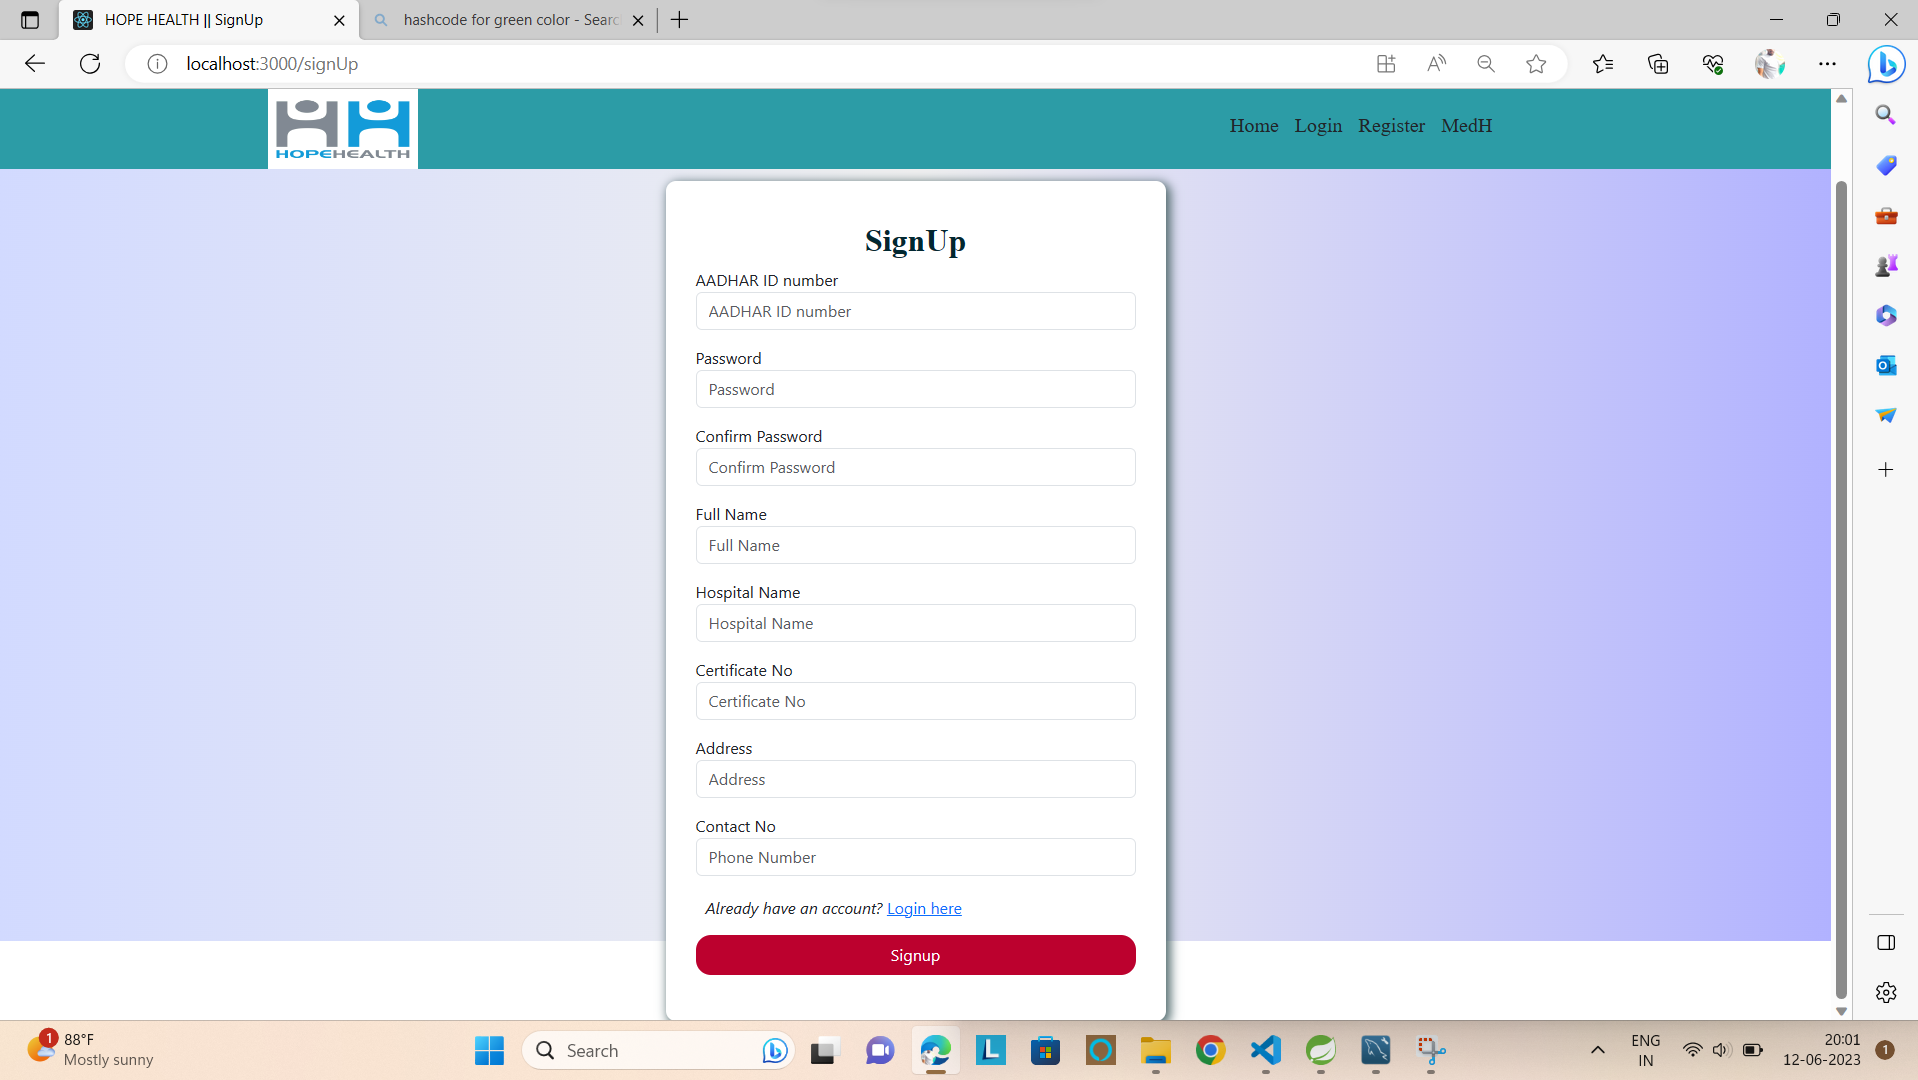 HOPE HEALTH || SignUp
hashcode for green color - Searc
localhost:3000/signUp
HOPEHEALTH
Home Login Register MedH
SignUp
AADHAR ID number
AADHAR ID number
Password
Password
Confirm Password
Confirm Password
Full Name
Full Name
Hospital Name
Hospital Name
Certificate No
Certificate No
Address
Address
Contact No
Phone Number
Already have an account? Login here
Signup
1
88°F
Mostly sunny
Search
L
ENG
IN
20:01
12-06-2023
1